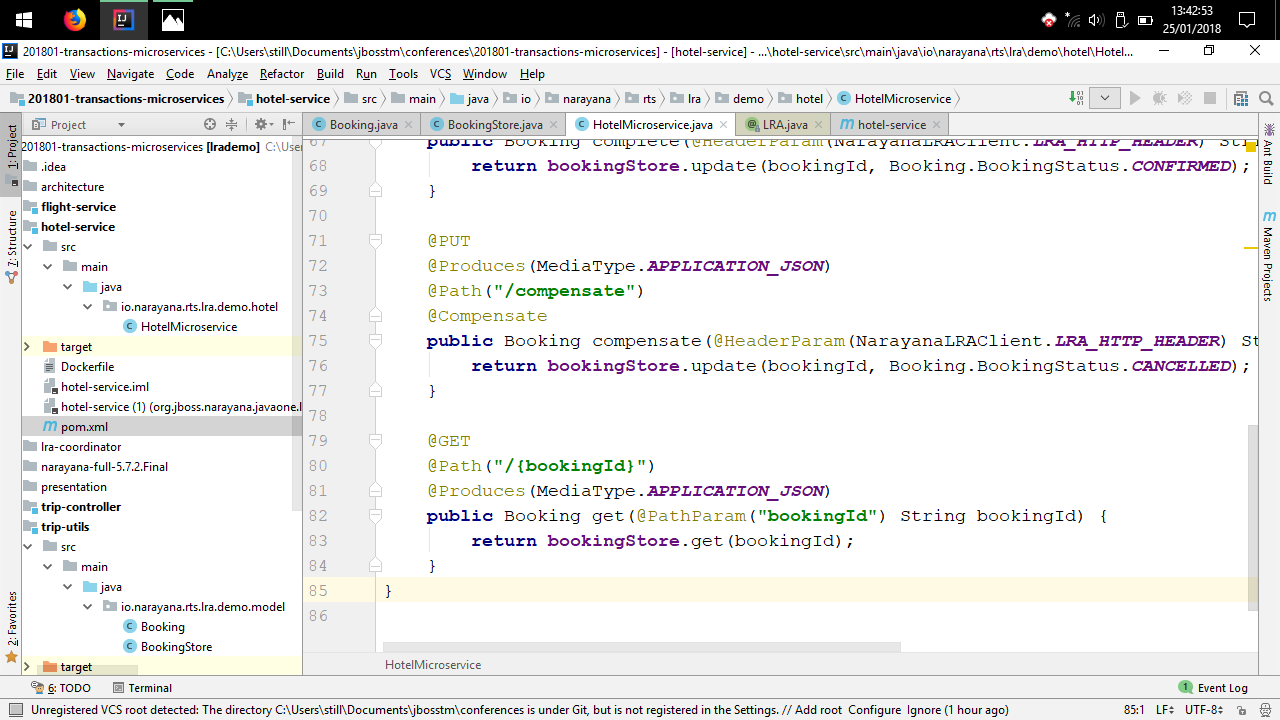 13:42:53
25/01/2018
201801-transactions-microservices - [C:\Users\still\Documents\jbosstm\conferences\201801-transactions-microservices] - [hotel-service] - ...\hotel-service\src\main\java\io\narayana\rts\lra\demo\hotel\Hotel...
File Edit View Navigate Code Analyze Refactor Build Run Tools VCS Window Help
201801-transactions-microservices hotel-service src main java io narayana rts lra demo hotel HotelMicroservice
Project
Booking.java BookingStore.java HotelMicroservice.java LRA.java hotel-service
1: Project
7: Structure
2: Favorites
201801-transactions-microservices [lrademo] C:\User
.idea
architecture
flight-service
hotel-service
src
main
java
io.narayana.rts.lra.demo.hotel
HotelMicroservice
target
Dockerfile
hotel-service.iml
hotel-service (1) (org.jboss.narayana.javaone.l
pom.xml
lra-coordinator
narayana-full-5.7.2.Final
presentation
trip-controller
trip-utils
src
main
java
io.narayana.rts.lra.demo.model
Booking
BookingStore
target
67 public Booking complete(@HeaderParam(NarayanaLRAClient.LRA_HTTP_HEADER) Stri
68 return bookingStore.update(bookingId, Booking.BookingStatus.CONFIRMED);
69 }
70
71 @PUT
72 @Produces(MediaType.APPLICATION_JSON)
73 @Path("/compensate")
74 @Compensate
75 public Booking compensate(@HeaderParam(NarayanaLRAClient.LRA_HTTP_HEADER) St
76 return bookingStore.update(bookingId, Booking.BookingStatus.CANCELLED);
77 }
78
79 @GET
80 @Path("/{bookingId}")
81 @Produces(MediaType.APPLICATION_JSON)
82 public Booking get(@PathParam("bookingId") String bookingId) {
83 return bookingStore.get(bookingId);
84 }
85 }
86
HotelMicroservice
Ant Build
Maven Projects
6: TODO Terminal 1 Event Log
Unregistered VCS root detected: The directory C:\Users\still\Documents\jbosstm\conferences is under Git, but is not registered in the Settings. // Add root Configure Ignore (1 hour ago) 85:1 LF UTF-8